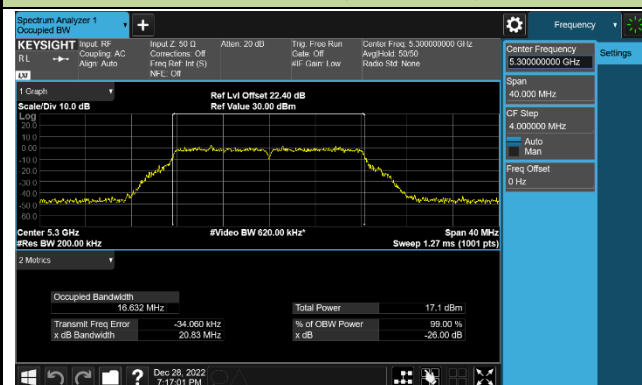 Spectrum Analyzer 1
Occupied BW
Frequency
KEYSIGHT
Input: RF
Input Z: 50 Ω
Atten: 20 dB
Trig: Free Run
Center Freq: 5.300000000 GHz
RL
Coupling: AC
Corrections: Off
Gate: Off
Avg|Hold: 50/50
Align: Auto
Freq Ref: Int (S)
#IF Gain: Low
Radio Std: None
NFE: Off
LXI
Center Frequency
5.300000000 GHz
Settings
Span
40.000 MHz
CF Step
4.000000 MHz
Auto
Man
Freq Offset
0 Hz
1 Graph
Scale/Div 10.0 dB
Ref Lvl Offset 22.40 dB
Ref Value 30.00 dBm
Log
20.0
10.0
0.00
-10.0
-20.0
-30.0
-40.0
-50.0
-60.0
Center 5.3 GHz
#Video BW 620.00 kHz*
Span 40 MHz
#Res BW 200.00 kHz
Sweep 1.27 ms (1001 pts)
2 Metrics
Occupied Bandwidth
16.632 MHz
Total Power
17.1 dBm
Transmit Freq Error
-34.060 kHz
% of OBW Power
99.00 %
x dB Bandwidth
20.83 MHz
x dB
-26.00 dB
Dec 28, 2022
7:17:01 PM